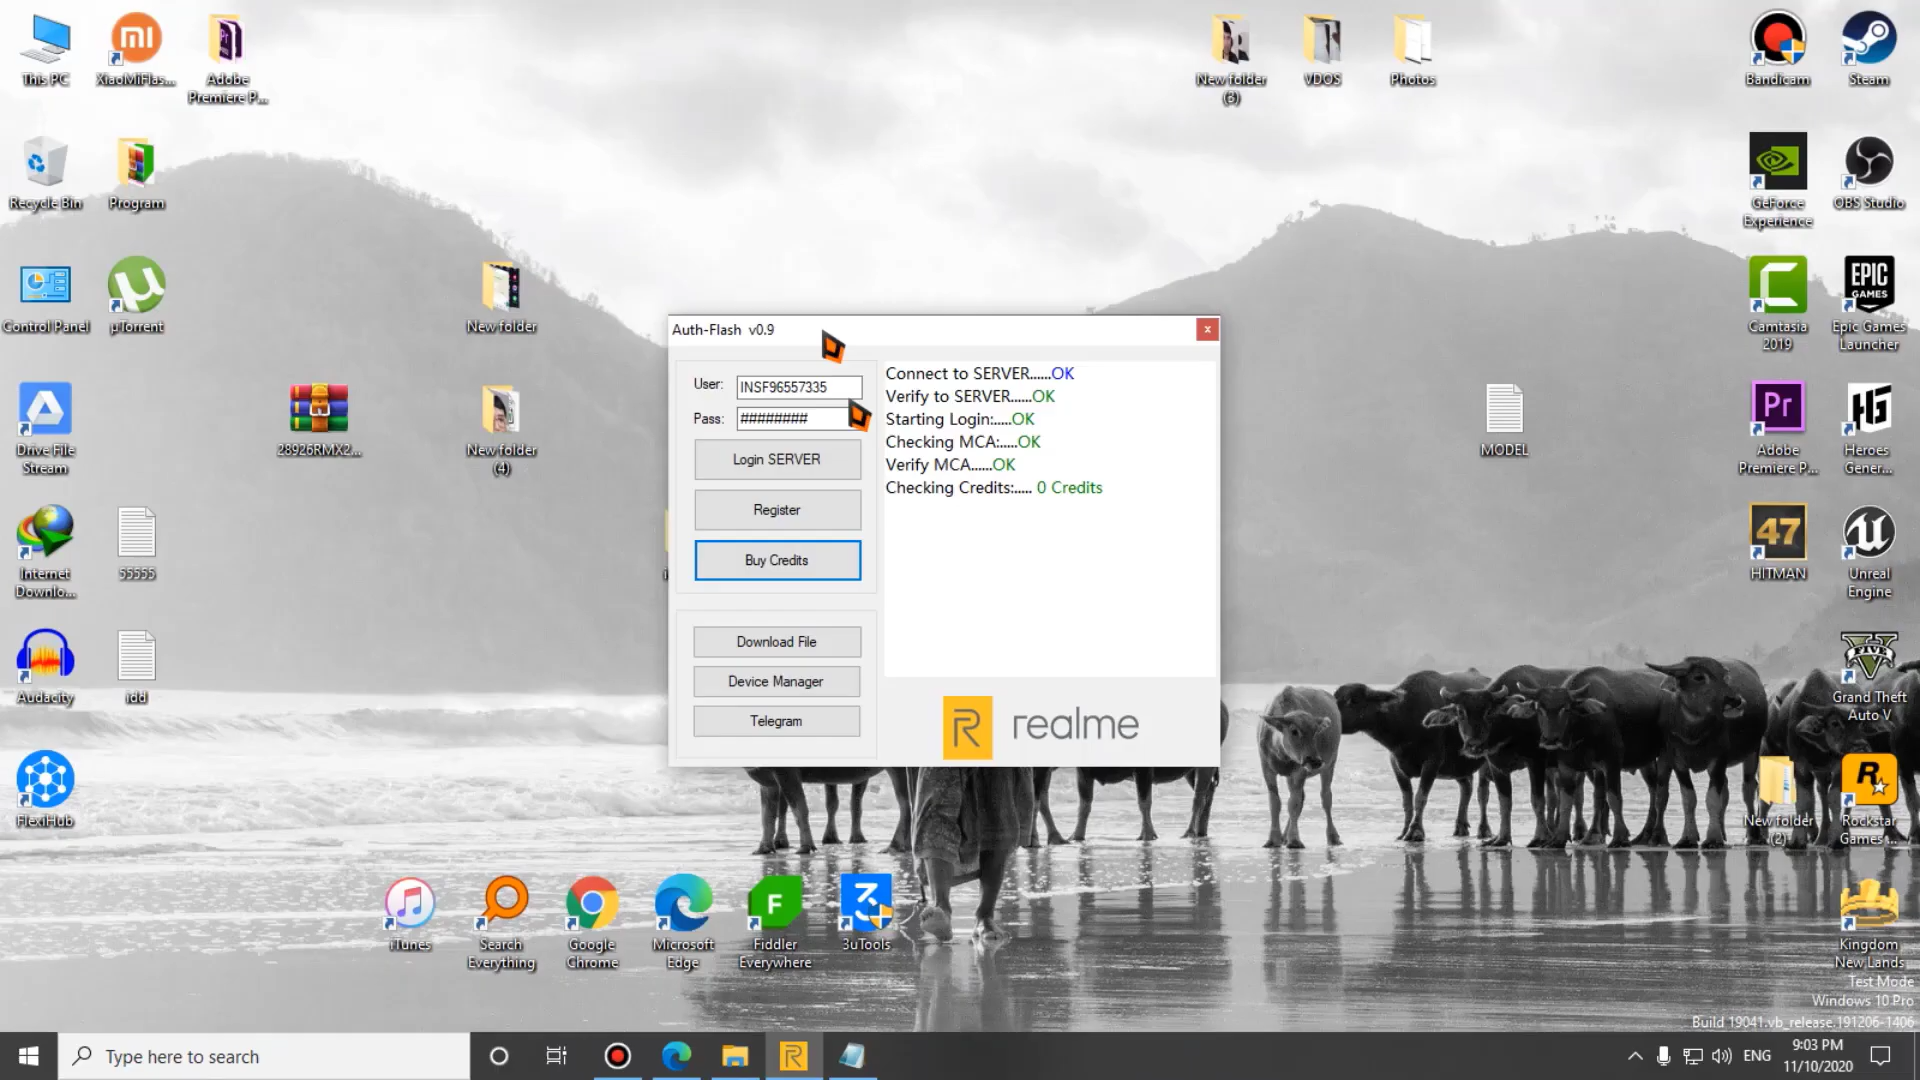 This PC
XiaoMiFlas...
Adobe
Premiere P...
New folder
(3)
VDOS
Photos
Bandicam
Steam
Recycle Bin
Program
GeForce
Experience
OBS Studio
Control Panel
µTorrent
New folder
Camtasia
2019
Epic Games
Launcher
EPIC
GAMES
Auth-Flash v0.9
x
User:
INSF96557335
Pass:
########
Login SERVER
Register
Buy Credits
Download File
Device Manager
Telegram
Connect to SERVER......OK
Verify to SERVER......OK
Starting Login:.....OK
Checking MCA:.....OK
Verify MCA......OK
Checking Credits:..... 0 Credits
R realme
Drive File
Stream
28926RMX2...
New folder
(4)
MODEL
Pr
Adobe
Premiere P...
Heroes
Gener...
Internet
Downlo...
55555
47
HITMAN
Unreal
Engine
Audacity
idd
FIVE
Grand Theft
Auto V
FlexiHub
New folder
(2)
Rockstar
Games ...
iTunes
Search
Everything
Google
Chrome
Microsoft
Edge
F
Fiddler
Everywhere
3uTools
Kingdom
New Lands
Test Mode
Windows 10 Pro
Build 19041.vb_release.191206-1406
Type here to search
ENG
9:03 PM
11/10/2020